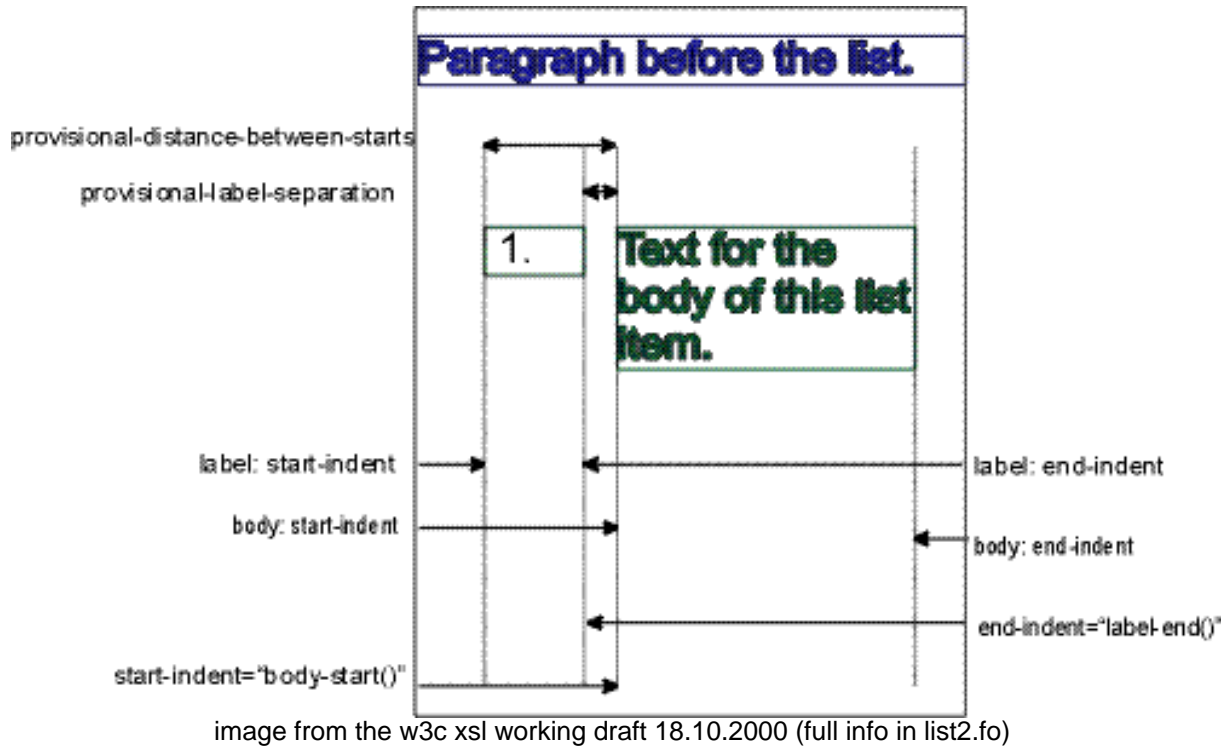 Paragraph before the list.
provisional-distance-between-starts
provisional-label-separation
1.
Text for the
body of this list
item.
label: start-indent
label: end-indent
body: start-indent
body: end-indent
end-indent="label-end()"
start-indent="body-start()"
image from the w3c xsl working draft 18.10.2000 (full info in list2.fo)